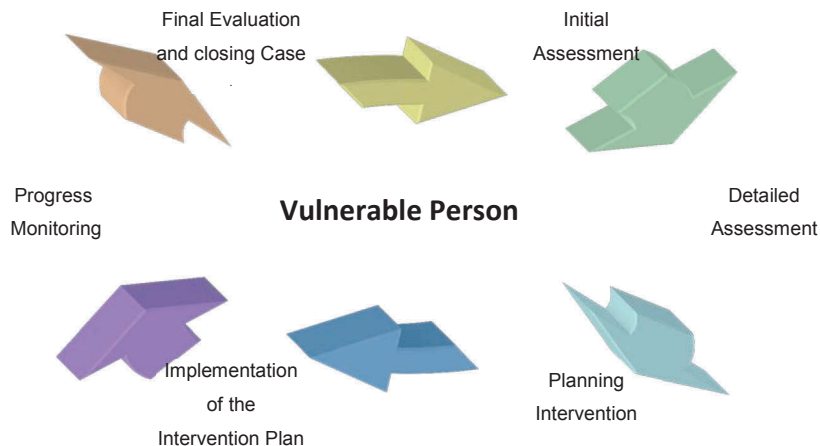 Final Evaluation
and closing Case
.
Initial
Assessment
Progress
Monitoring
Vulnerable Person
Detailed
Assessment
Implementation
of the
Intervention Plan
Planning
Intervention